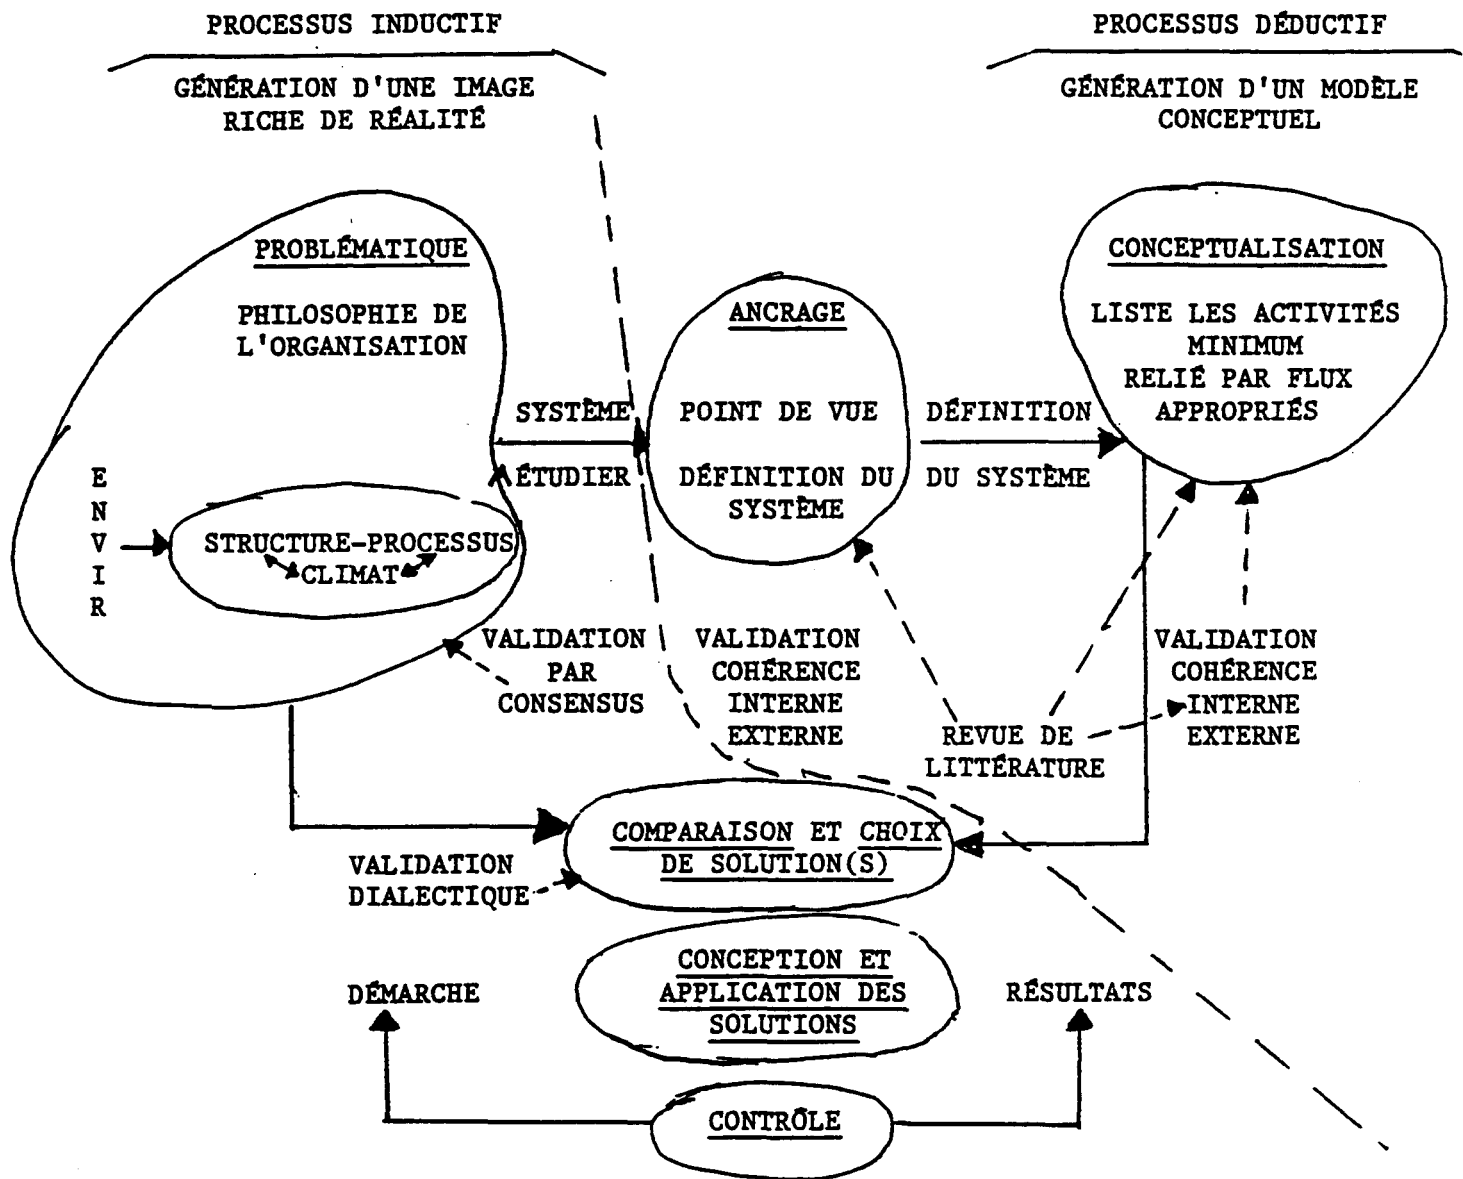 PROCESSUS INDUCTIF
PROCESSUS DÉDUCTIF
GÉNÉRATION D'UNE IMAGE
RICHE DE RÉALITÉ
GÉNÉRATION D'UN MODÈLE
CONCEPTUEL
PROBLÉMATIQUE
PHILOSOPHIE DE
L'ORGANISATION
E
N
V
I
R
STRUCTURE-PROCESSUS
CLIMAT
SYSTÈME
ÉTUDIER
ANCRAGE
POINT DE VUE
DÉFINITION DU
SYSTÈME
DÉFINITION
DU SYSTÈME
CONCEPTUALISATION
LISTE LES ACTIVITÉS
MINIMUM
RELIÉ PAR FLUX
APPROPRIÉS
VALIDATION
PAR
CONSENSUS
VALIDATION
COHÉRENCE
INTERNE
EXTERNE
REVUE DE
LITTÉRATURE
VALIDATION
COHÉRENCE
INTERNE
EXTERNE
COMPARAISON ET CHOIX
DE SOLUTION(S)
VALIDATION
DIALECTIQUE
CONCEPTION ET
APPLICATION DES
SOLUTIONS
DÉMARCHE
RÉSULTATS
CONTRÔLE